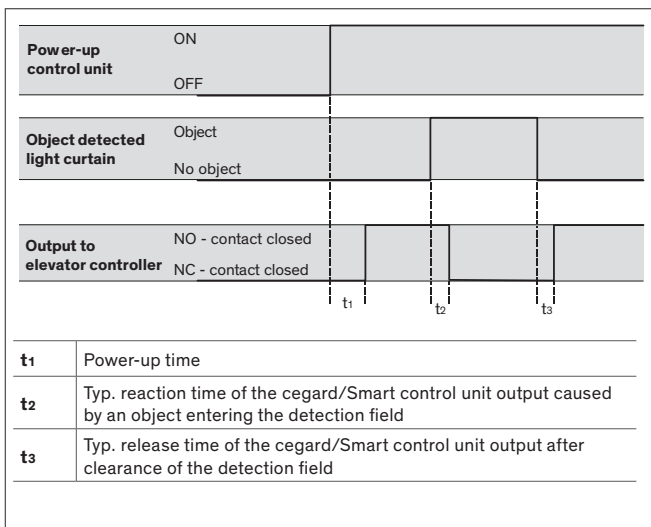 Power-up
control unit
ON
OFF
Object detected
light curtain
Object
No object
Output to
elevator controller
NO - contact closed
NC - contact closed
t1
t2
t3
t1 Power-up time
t2 Typ. reaction time of the cegard/Smart control unit output caused
by an object entering the detection field
t3 Typ. release time of the cegard/Smart control unit output after
clearance of the detection field